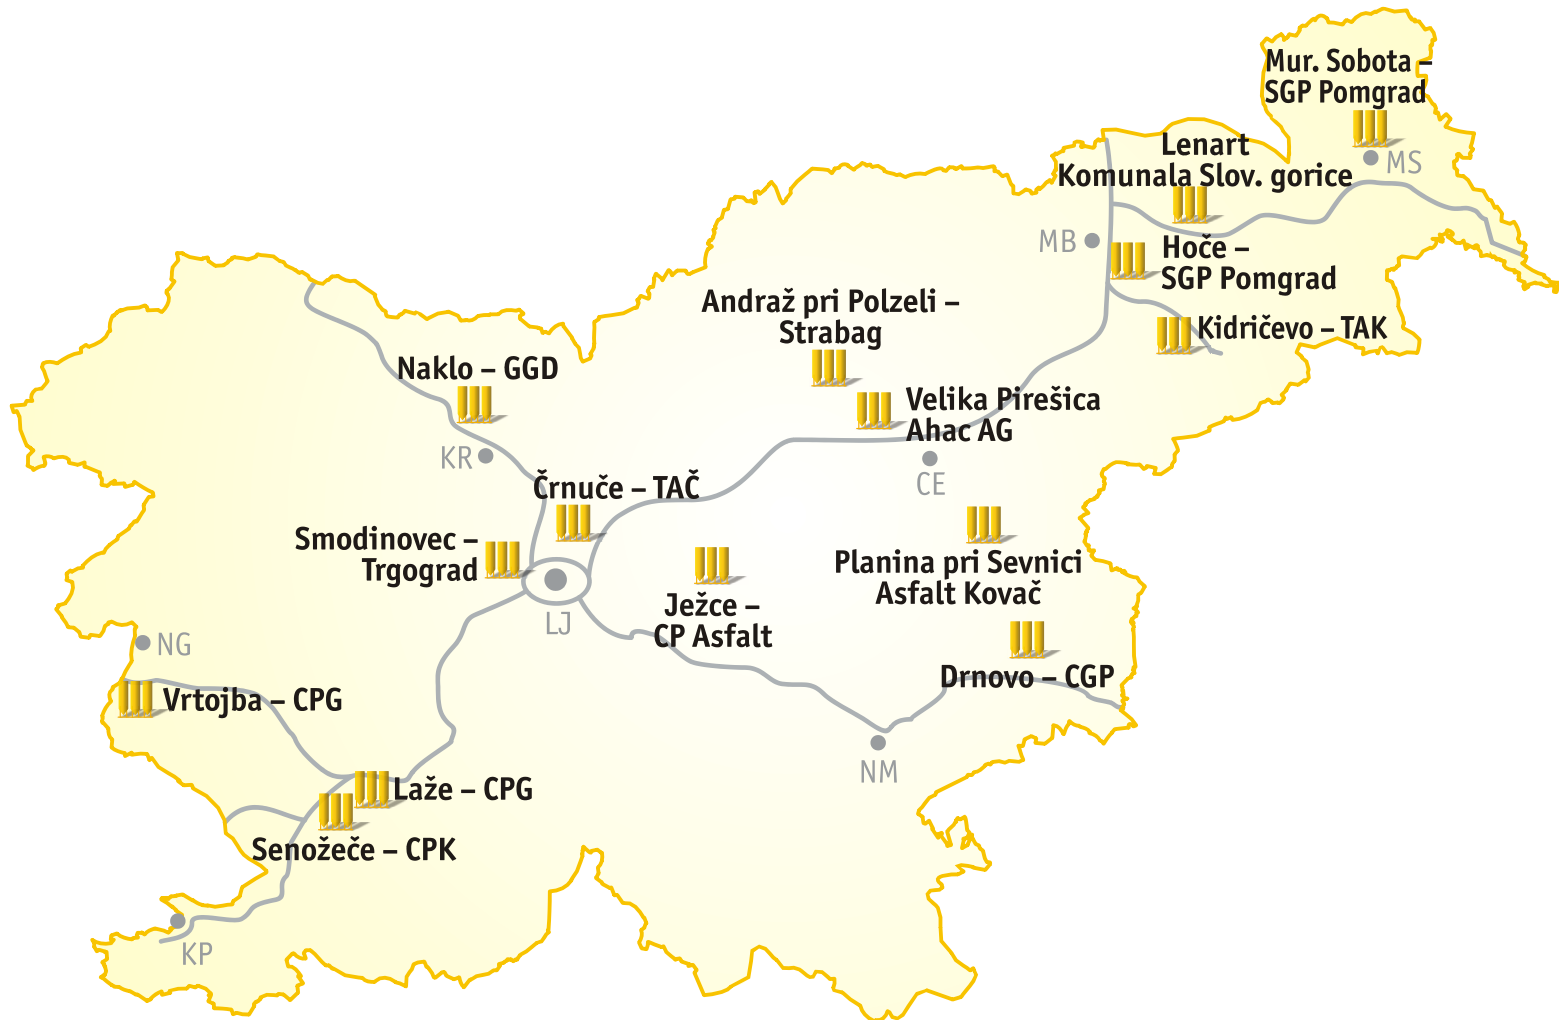 Mur. Sobota –
SGP Pomgrad
MS
Lenart
Komunala Slov. gorice
MB
Hoče –
SGP Pomgrad
Kidričevo – TAK
Andraž pri Polzeli –
Strabag
Naklo – GGD
Velika Pirešica
Ahac AG
KR
CE
Črnuče – TAČ
Smodinovec –
Trgograd
LJ
Ježce –
CP Asfalt
Planina pri Sevnici
Asfalt Kovač
NG
Drnovo – CGP
Vrtojba – CPG
NM
Laže – CPG
Senožeče – CPK
KP